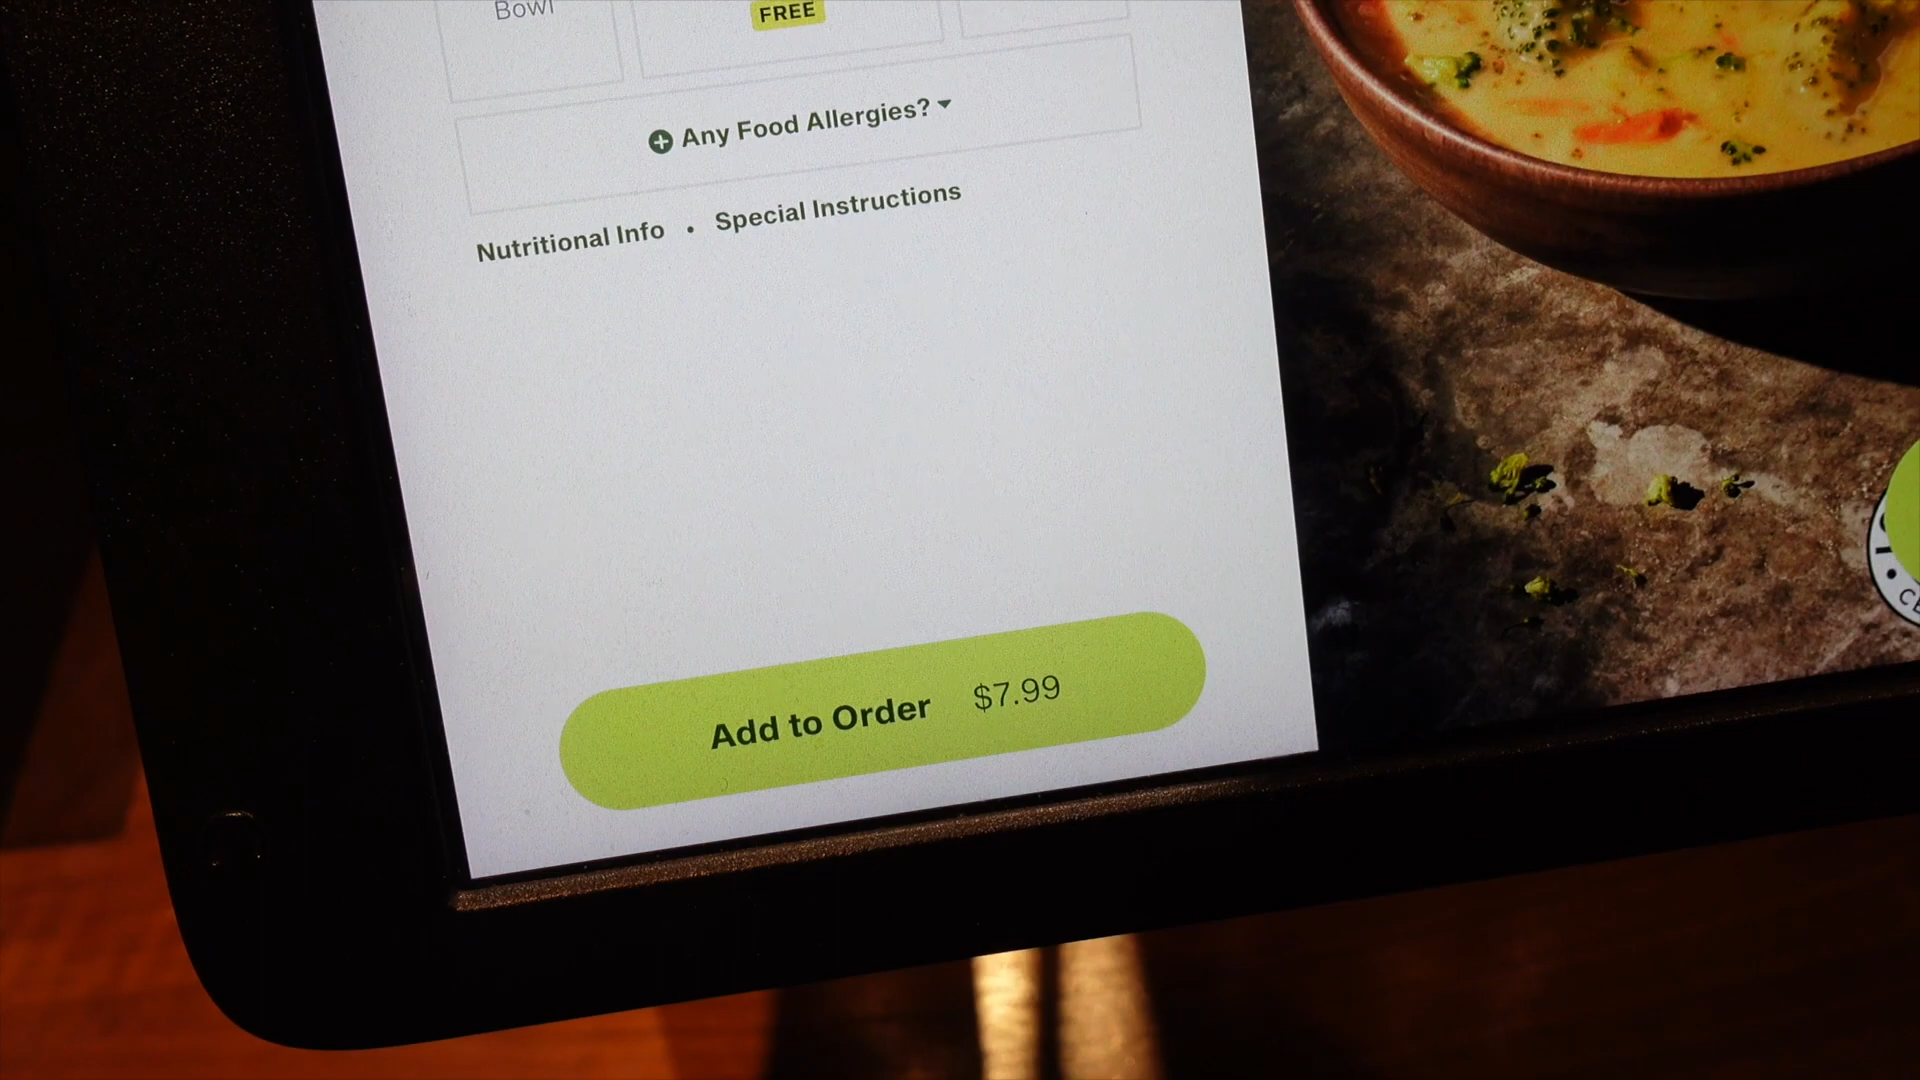 Bowl
FREE
Any Food Allergies?
Nutritional Info • Special Instructions
Add to Order $7.99